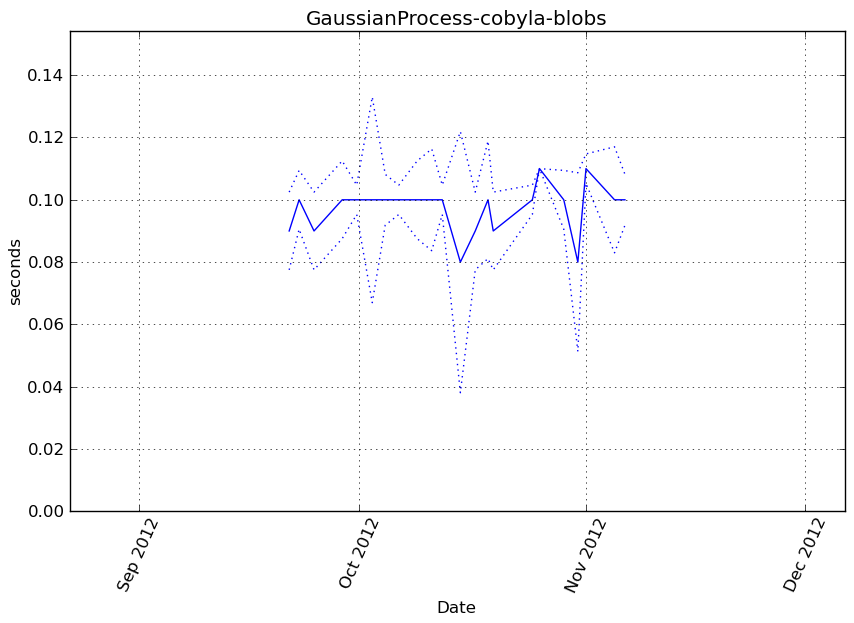 GaussianProcess-cobyla-blobs
0.14
0.12
0.10
0.08
0.06
0.04
0.02
0.00
seconds
Sep 2012
Oct 2012
Nov 2012
Dec 2012
Date